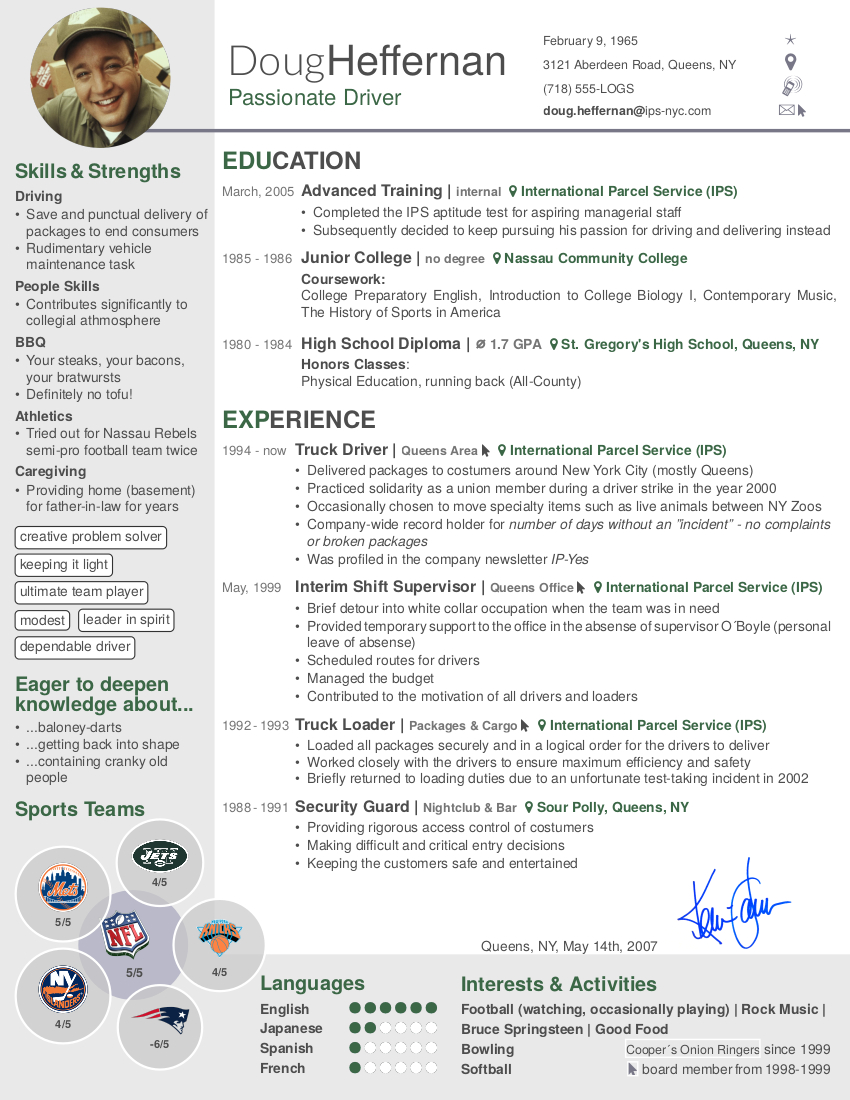 DougHeffernan
Passionate Driver
February 9, 1965
3121 Aberdeen Road, Queens, NY
(718) 555-LOGS
doug.heffernan@ips-nyc.com
Skills & Strengths
Driving
• Save and punctual delivery of
packages to end consumers
• Rudimentary vehicle
maintenance task
People Skills
• Contributes significantly to
collegial athmosphere
BBQ
• Your steaks, your bacons,
your bratwursts
• Definitely no tofu!
Athletics
• Tried out for Nassau Rebels
semi-pro football team twice
Caregiving
• Providing home (basement)
for father-in-law for years
creative problem solver
keeping it light
ultimate team player
modest leader in spirit
dependable driver
Eager to deepen
knowledge about...
• ...baloney-darts
• ...getting back into shape
• ...containing cranky old
people
Sports Teams
JETS
4/5
Mets
5/5
NFL
5/5
NEW YORK
KNICKS
4/5
NY
ISLANDERS
4/5
-6/5
EDUCATION
March, 2005 Advanced Training | internal International Parcel Service (IPS)
• Completed the IPS aptitude test for aspiring managerial staff
• Subsequently decided to keep pursuing his passion for driving and delivering instead
1985 - 1986 Junior College | no degree Nassau Community College
Coursework:
College Preparatory English, Introduction to College Biology I, Contemporary Music,
The History of Sports in America
1980 - 1984 High School Diploma | ø 1.7 GPA St. Gregory's High School, Queens, NY
Honors Classes:
Physical Education, running back (All-County)
EXPERIENCE
1994 - now Truck Driver | Queens Area International Parcel Service (IPS)
• Delivered packages to costumers around New York City (mostly Queens)
• Practiced solidarity as a union member during a driver strike in the year 2000
• Occasionally chosen to move specialty items such as live animals between NY Zoos
• Company-wide record holder for number of days without an "incident" - no complaints
or broken packages
• Was profiled in the company newsletter IP-Yes
May, 1999 Interim Shift Supervisor | Queens Office International Parcel Service (IPS)
• Brief detour into white collar occupation when the team was in need
• Provided temporary support to the office in the absense of supervisor O´Boyle (personal
leave of absense)
• Scheduled routes for drivers
• Managed the budget
• Contributed to the motivation of all drivers and loaders
1992 - 1993 Truck Loader | Packages & Cargo International Parcel Service (IPS)
• Loaded all packages securely and in a logical order for the drivers to deliver
• Worked closely with the drivers to ensure maximum efficiency and safety
• Briefly returned to loading duties due to an unfortunate test-taking incident in 2002
1988 - 1991 Security Guard | Nightclub & Bar Sour Polly, Queens, NY
• Providing rigorous access control of costumers
• Making difficult and critical entry decisions
• Keeping the customers safe and entertained
Queens, NY, May 14th, 2007
Languages
English
Japanese
Spanish
French
Interests & Activities
Football (watching, occasionally playing) | Rock Music |
Bruce Springsteen | Good Food
Bowling Cooper´s Onion Ringers since 1999
Softball board member from 1998-1999